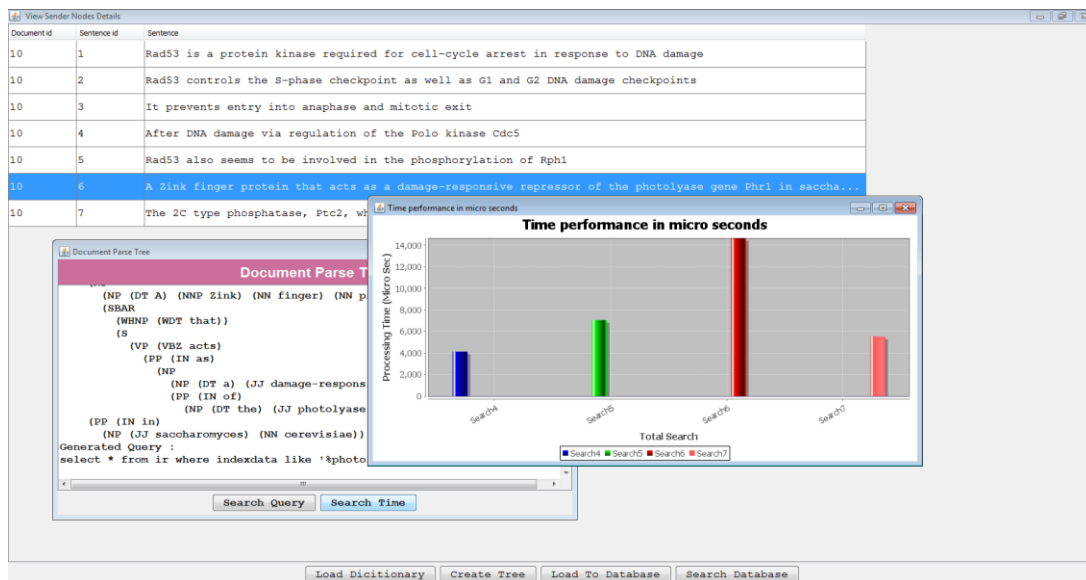 View Sender Nodes Details
Document id Sentence id Sentence
10 1 Rad53 is a protein kinase required for cell-cycle arrest in response to DNA damage
10 2 Rad53 controls the S-phase checkpoint as well as G1 and G2 DNA damage checkpoints
10 3 It prevents entry into anaphase and mitotic exit
10 4 After DNA damage via regulation of the Polo kinase Cdc5
10 5 Rad53 also seems to be involved in the phosphorylation of Rph1
10 6 A Zink finger protein that acts as a damage-responsive repressor of the photolyase gene Phr1 in saccha...
10 7 The 2C type phosphatase, Ptc2, wh
Document Parse Tree
Document Parse T
(NP (DT A) (NNP Zink) (NN finger) (NN p
(SBAR
(WHNP (WDT that))
(S
(VP (VBZ acts)
(PP (IN as)
(NP
(NP (DT a) (JJ damage-respons
(PP (IN of)
(NP (DT the) (JJ photolyase
(PP (IN in)
(NP (JJ saccharomyces) (NN cerevisiae))
Generated Query :
select * from ir where indexdata like '%photo
Search Query Search Time
Time performance in micro seconds
Time performance in micro seconds
Processing Time (Micro Sec)
14,000
12,000
10,000
8,000
6,000
4,000
2,000
0
Search4 Search5 Search6 Search7
Total Search
Search4 Search5 Search6 Search7
Load Dicitionary Create Tree Load To Database Search Database